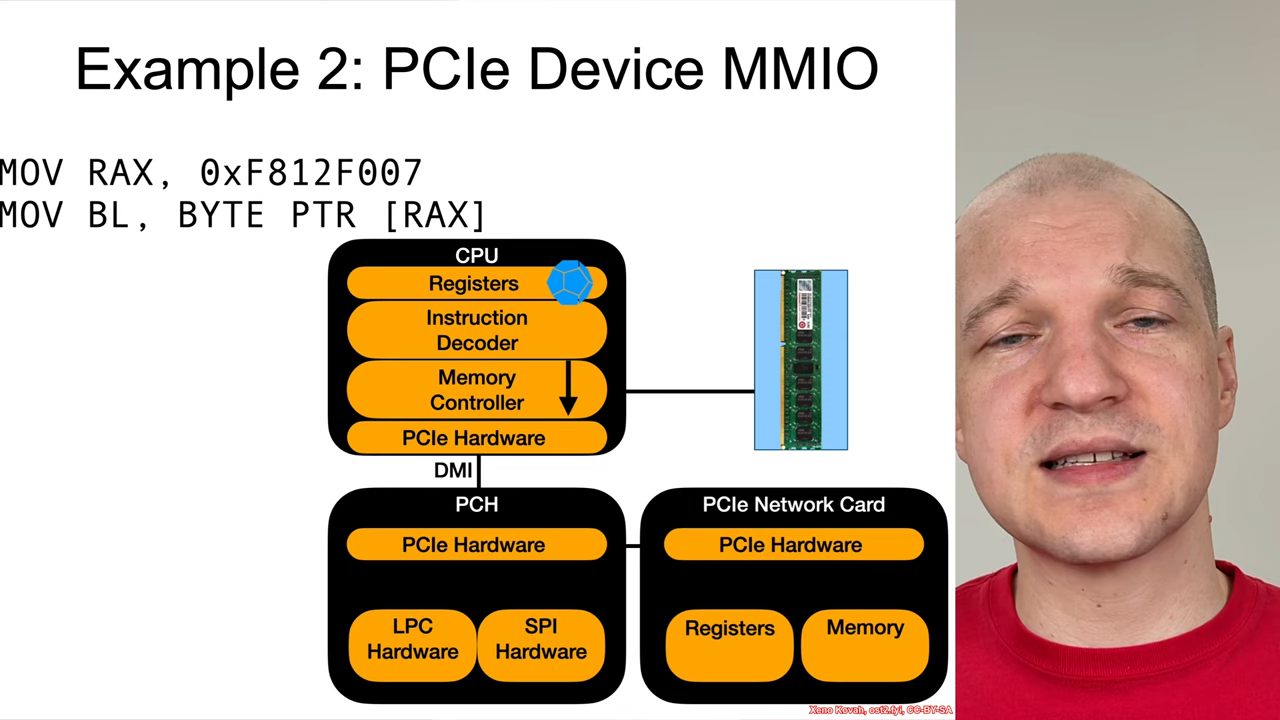 Example 2: PCIe Device MMIO
MOV RAX, 0xF812F007
MOV BL, BYTE PTR [RAX]
CPU
Registers
Instruction
Decoder
Memory
Controller
PCIe Hardware
DMI
PCH
PCIe Hardware
LPC
Hardware
SPI
Hardware
PCIe Network Card
PCIe Hardware
Registers
Memory
Xeno Kovah, ost2.fyi, CC-BY-SA